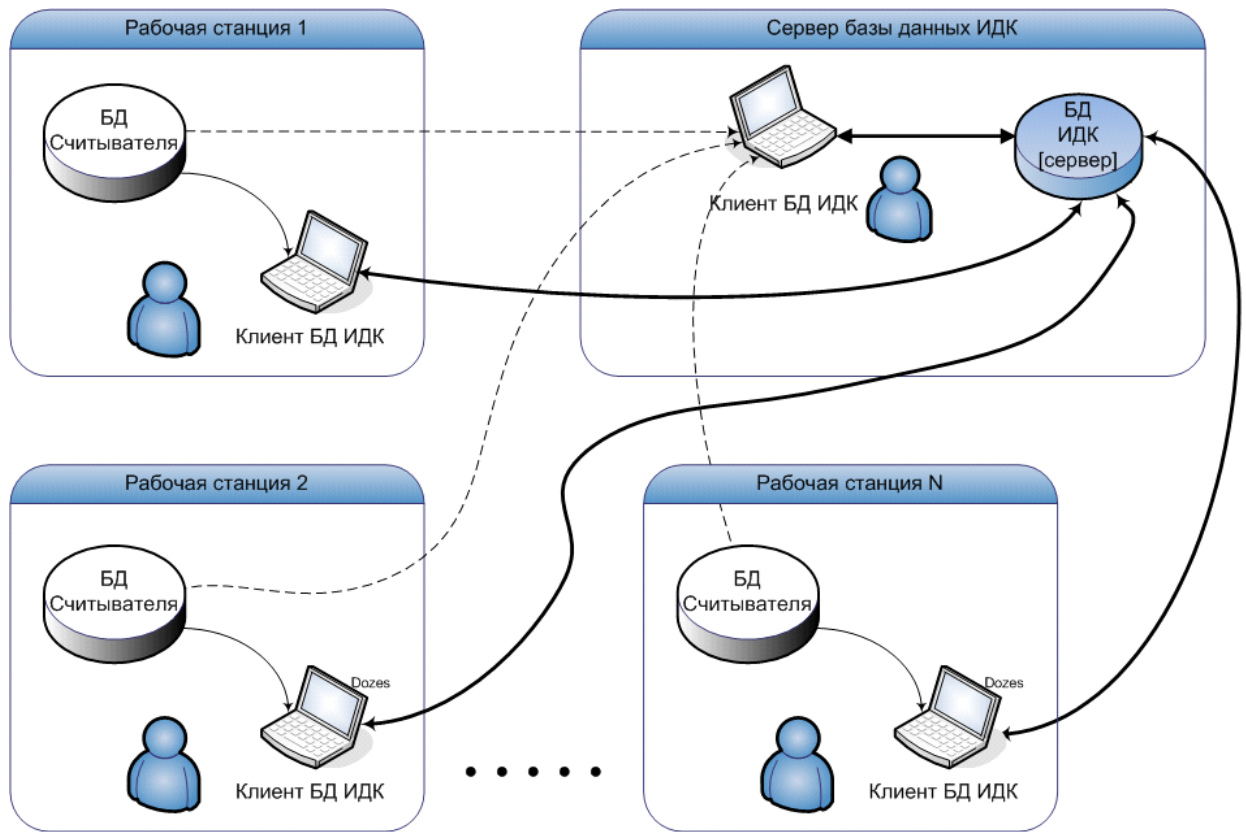 Рабочая станция 1
БД
Считывателя
Клиент БД ИДК
Сервер базы данных ИДК
Клиент БД ИДК
БД
ИДК
[сервер]
Рабочая станция 2
БД
Считывателя
Dozes
Клиент БД ИДК
Рабочая станция N
БД
Считывателя
Dozes
Клиент БД ИДК